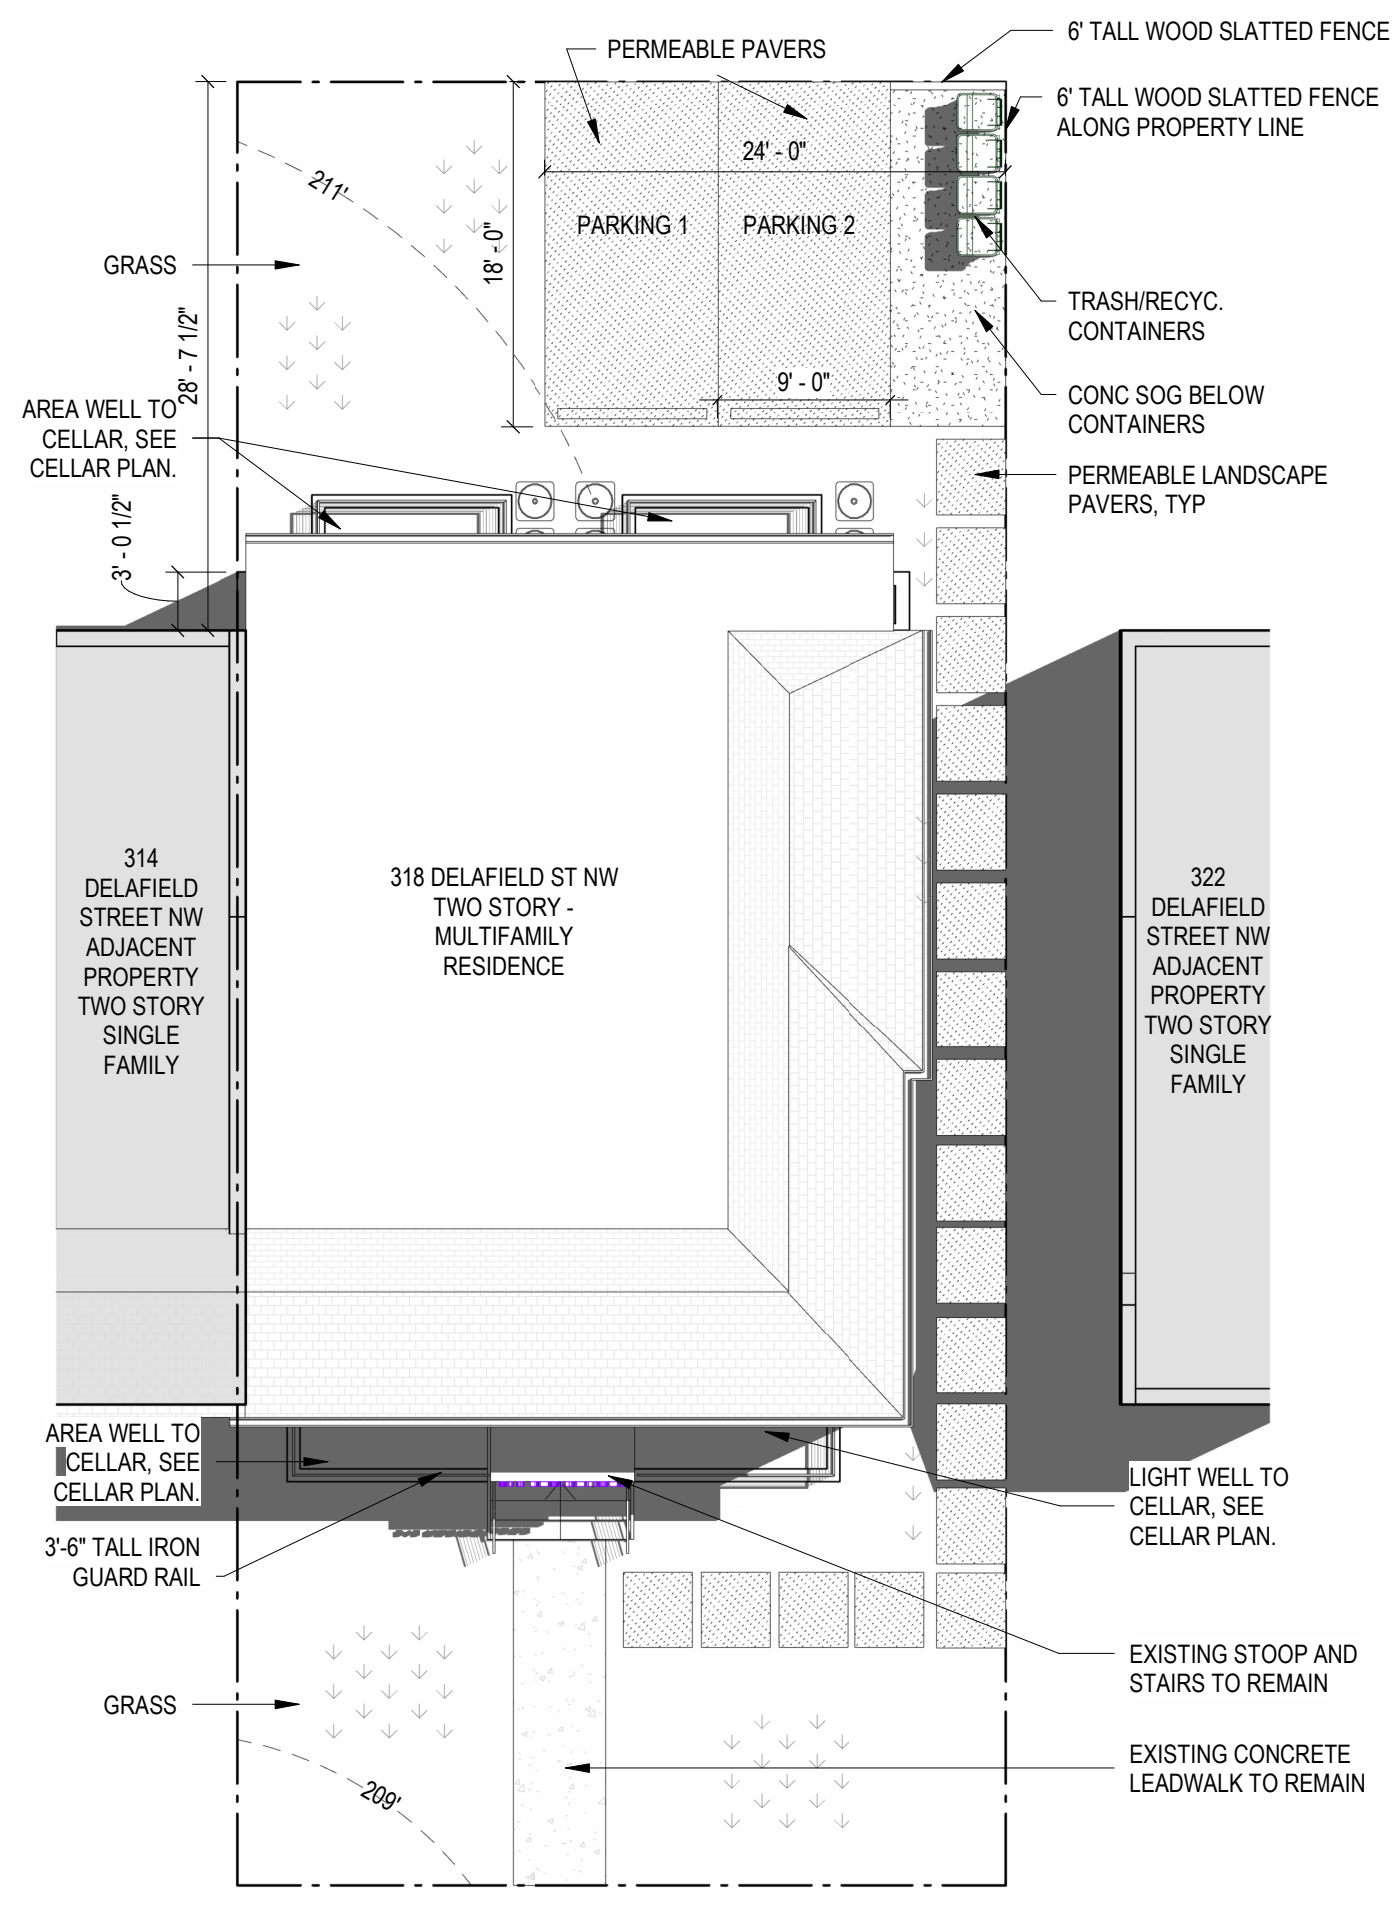 6' TALL WOOD SLATTED FENCE
PERMEABLE PAVERS
6' TALL WOOD SLATTED FENCE
ALONG PROPERTY LINE
24' - 0"
211'
PARKING 1
PARKING 2
18' - 0"
GRASS
TRASH/RECYC.
CONTAINERS
28' - 7 1/2"
9' - 0"
CONC SOG BELOW
CONTAINERS
AREA WELL TO
CELLAR, SEE
CELLAR PLAN.
PERMEABLE LANDSCAPE
PAVERS, TYP
3' - 0 1/2"
314
DELAFIELD
STREET NW
ADJACENT
PROPERTY
TWO STORY
SINGLE
FAMILY
318 DELAFIELD ST NW
TWO STORY -
MULTIFAMILY
RESIDENCE
322
DELAFIELD
STREET NW
ADJACENT
PROPERTY
TWO STORY
SINGLE
FAMILY
AREA WELL TO
CELLAR, SEE
CELLAR PLAN.
LIGHT WELL TO
CELLAR, SEE
CELLAR PLAN.
3'-6" TALL IRON
GUARD RAIL
EXISTING STOOP AND
STAIRS TO REMAIN
GRASS
EXISTING CONCRETE
LEADWALK TO REMAIN
209'